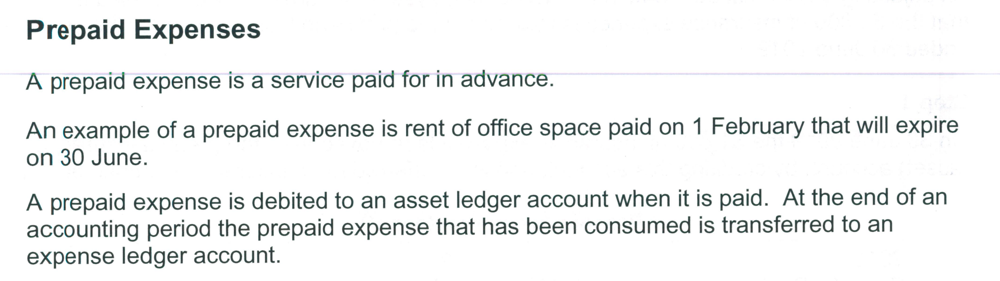 Prepaid Expenses
A prepaid expense is a service paid for in advance.
An example of a prepaid expense is rent of office space paid on 1 February that will expire
on 30 June.
A prepaid expense is debited to an asset ledger account when it is paid.  At the end of an
accounting period the prepaid expense that has been consumed is transferred to an
expense ledger account.